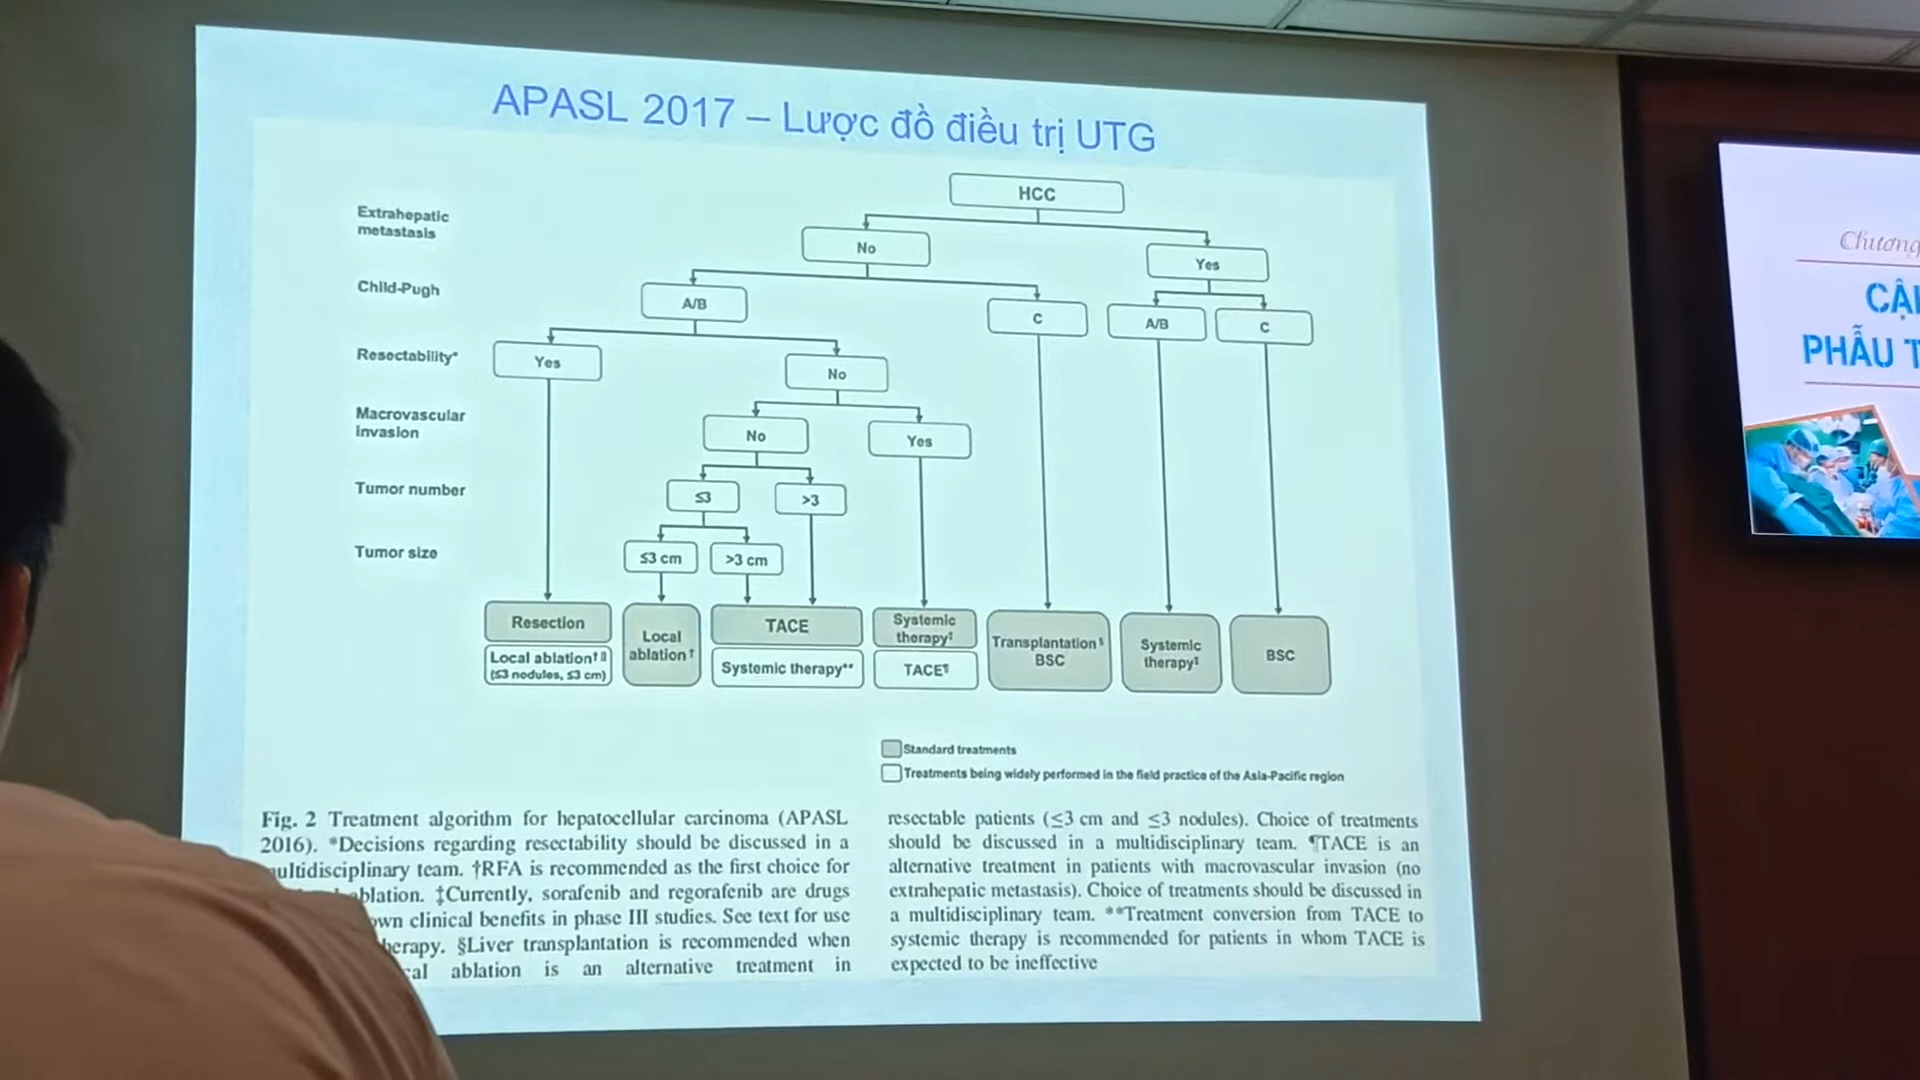 APASL 2017 – Lược đồ điều trị UTG
HCC
Extrahepatic
metastasis
No
Yes
Child-Pugh
A/B
C
A/B
C
Resectability*
Yes
No
Macrovascular
Invasion
No
Yes
Tumor number
≤3
>3
Tumor size
≤3 cm
>3 cm
Resection
Local ablation†||
(≤3 nodules, ≤3 cm)
Local
ablation†
TACE
Systemic therapy**
Systemic
therapy‡
TACE¶
Transplantation§
BSC
Systemic
therapy‡
BSC
Standard treatments
Treatments being widely performed in the field practice of the Asia-Pacific region
Fig. 2 Treatment algorithm for hepatocellular carcinoma (APASL
2016). *Decisions regarding resectability should be discussed in a
ultidisciplinary team. †RFA is recommended as the first choice for
ablation. ‡Currently, sorafenib and regorafenib are drugs
own clinical benefits in phase III studies. See text for use
herapy. §Liver transplantation is recommended when
cal ablation is an alternative treatment in
resectable patients (≤3 cm and ≤3 nodules). Choice of treatments
should be discussed in a multidisciplinary team. ¶TACE is an
alternative treatment in patients with macrovascular invasion (no
extrahepatic metastasis). Choice of treatments should be discussed in
a multidisciplinary team. **Treatment conversion from TACE to
systemic therapy is recommended for patients in whom TACE is
expected to be ineffective
Chương
CẬ
PHẪU T